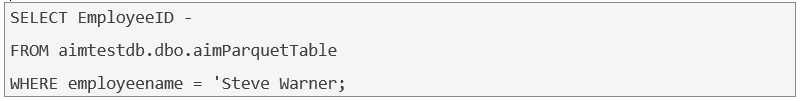 SELECT EmployeeID -
FROM aimtestdb.dbo.aimParquetTable
WHERE employeename = 'Steve Warner;